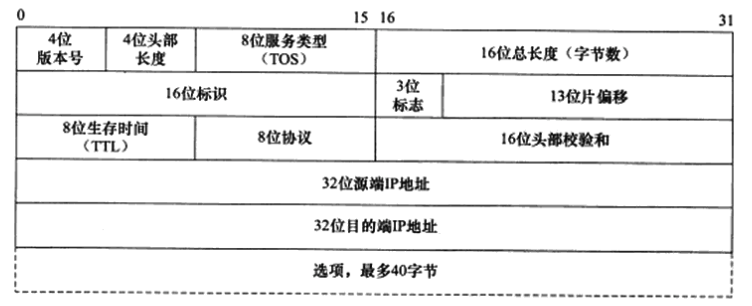 0 15 16 31
4位 4位头部 8位服务类型 16位总长度（字节数）
版本号 长度 （TOS）
16位标识 3位 13位片偏移
标志
8位生存时间 8位协议 16位头部校验和
（TTL）
32位源端IP地址
32位目的端IP地址
选项，最多40字节